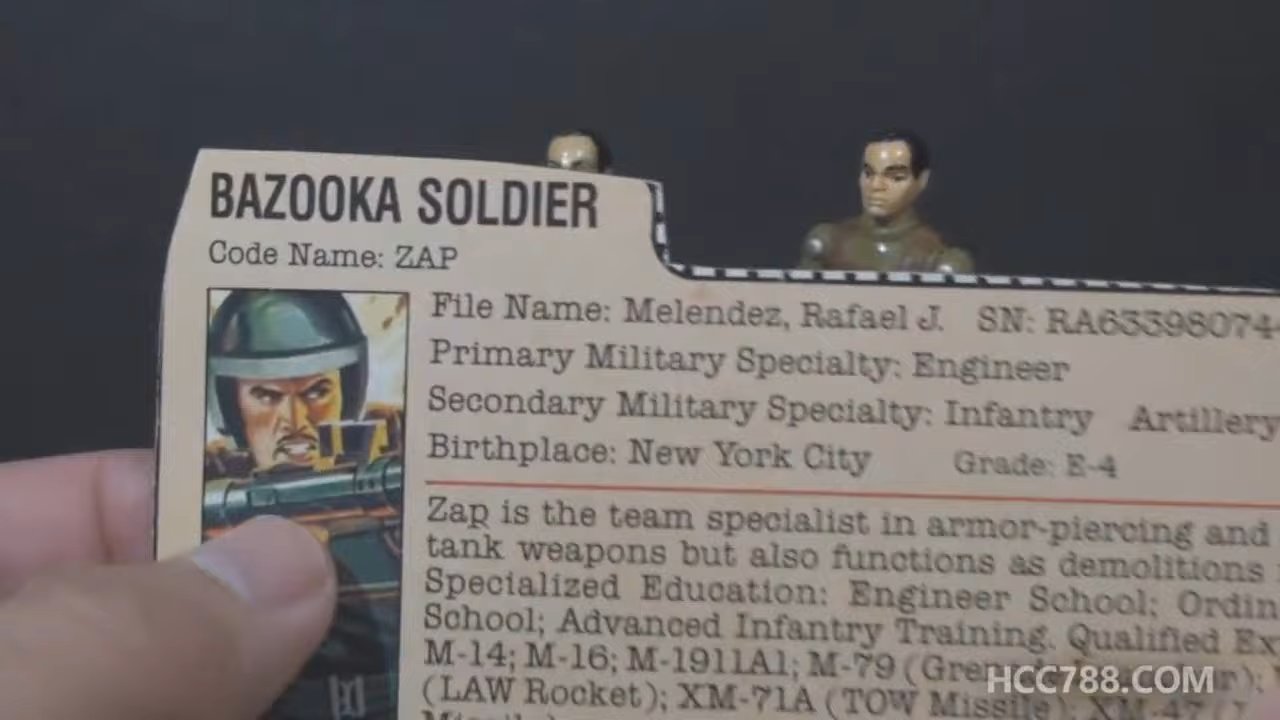 BAZOOKA SOLDIER
Code Name: ZAP
File Name: Melendez, Rafael J. SN: RA63398074
Primary Military Specialty: Engineer
Secondary Military Specialty: Infantry Artillery
Birthplace: New York City Grade: E-4
Zap is the team specialist in armor-piercing and
tank weapons but also functions as demolitions
Specialized Education: Engineer School; Ordin
School; Advanced Infantry Training. Qualified Ex
M-14; M-16; M-1911A1; M-79 (Gre
(LAW Rocket); XM-71A (TOW Missile); XM-47
HCC788.COM